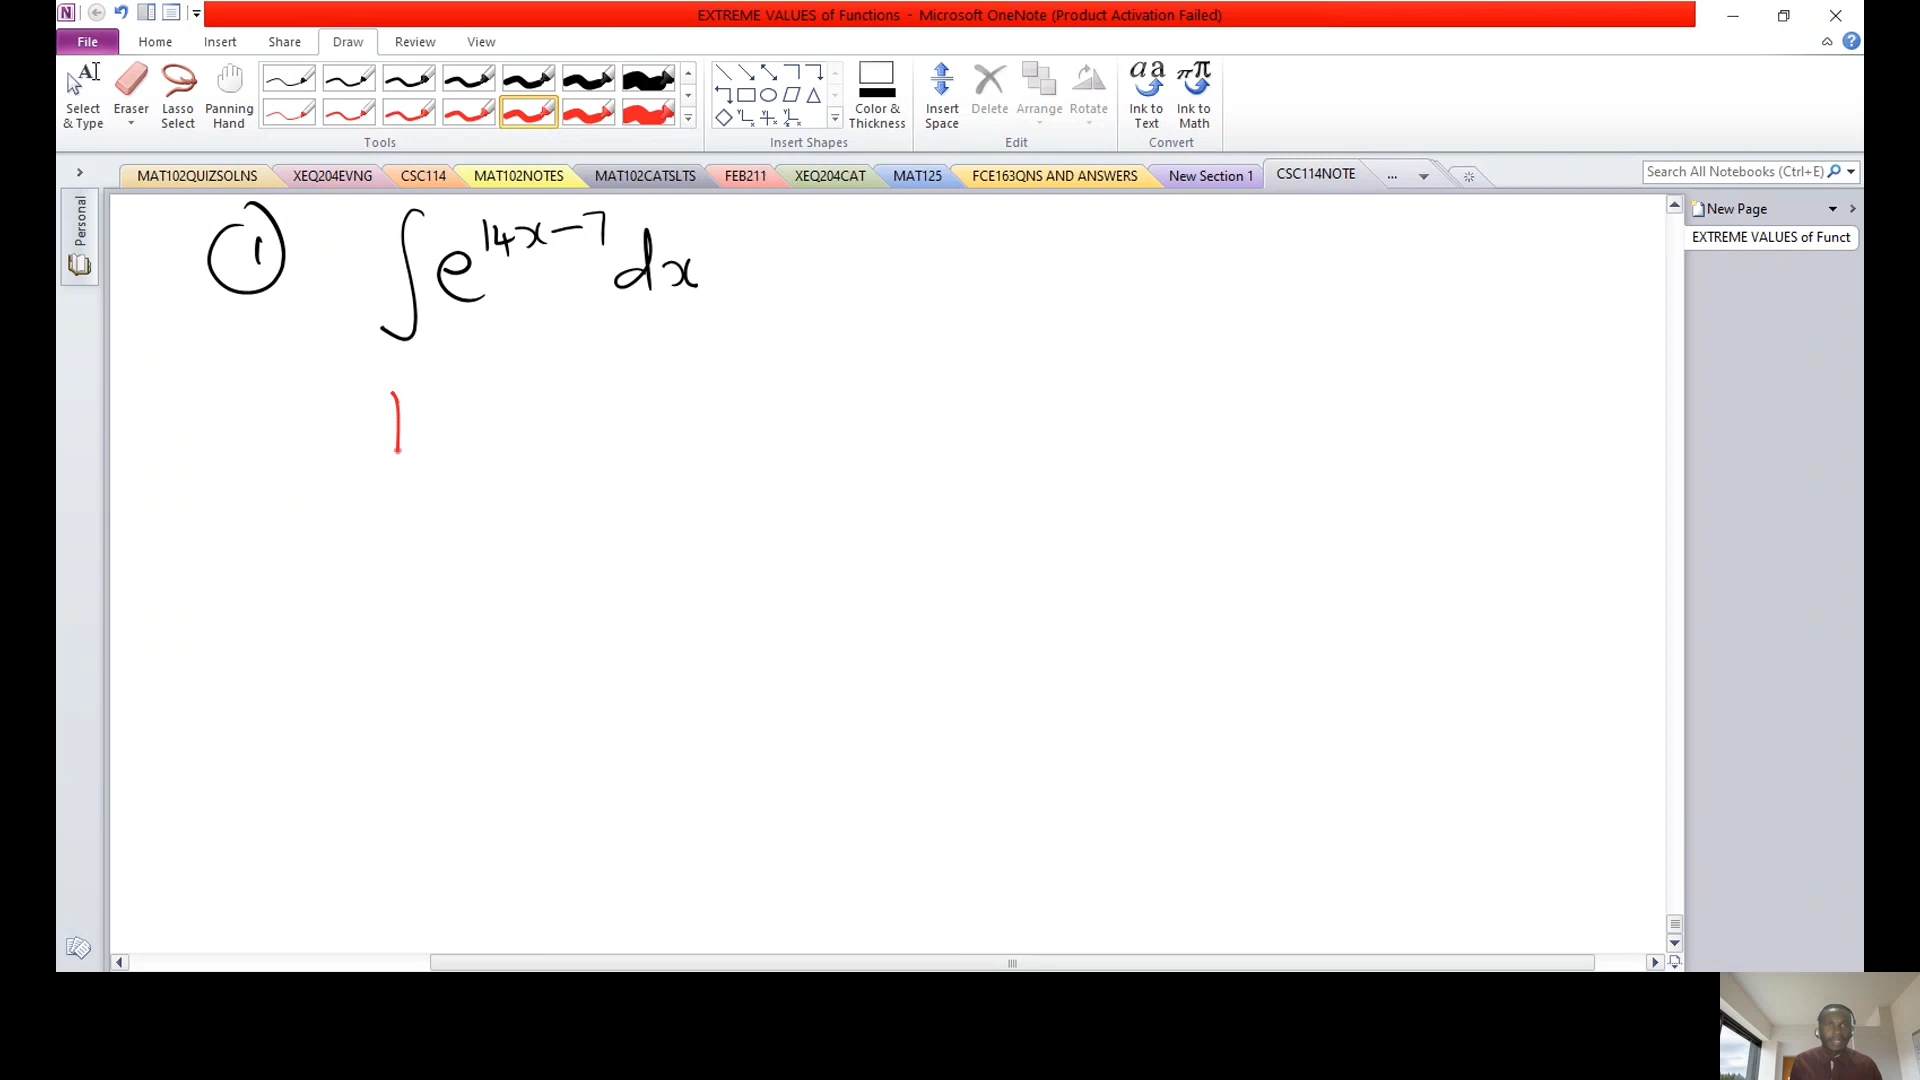 EXTREME VALUES of Functions - Microsoft OneNote (Product Activation Failed)
File Home Insert Share Draw Review View
Select & Type
Eraser
Lasso Select
Panning Hand
Color & Thickness
Insert Space
Delete
Arrange
Rotate
Ink to Text
Ink to Math
Tools
Insert Shapes
Edit
Convert
MAT102QUIZSOLNS XEQ204EVNG CSC114 MAT102NOTES MAT102CATSLTS FEB211 XEQ204CAT MAT125 FCE163QNS AND ANSWERS New Section 1 CSC114NOTE ...
Search All Notebooks (Ctrl+E)
Personal
New Page
EXTREME VALUES of Funct
① ∫e^{14x-7} dx